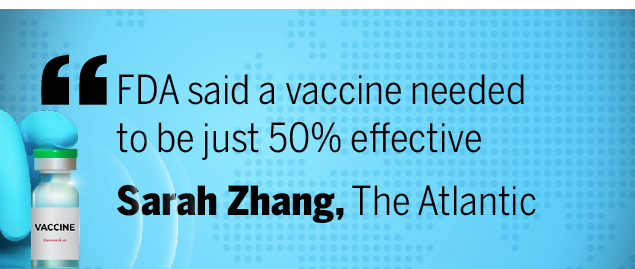 “
FDA said a vaccine needed
to be just 50% effective
Sarah Zhang, The Atlantic
VACCINE